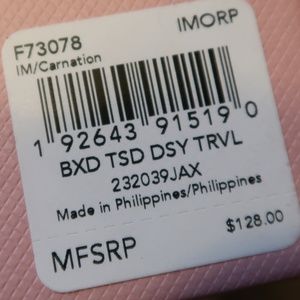 F73078 IMORP
IM/Carnation
1 92643 91519 0
BXD TSD DSY TRVL
232039JAX
Made in Philippines/Philippines
$128.00
MFSRP